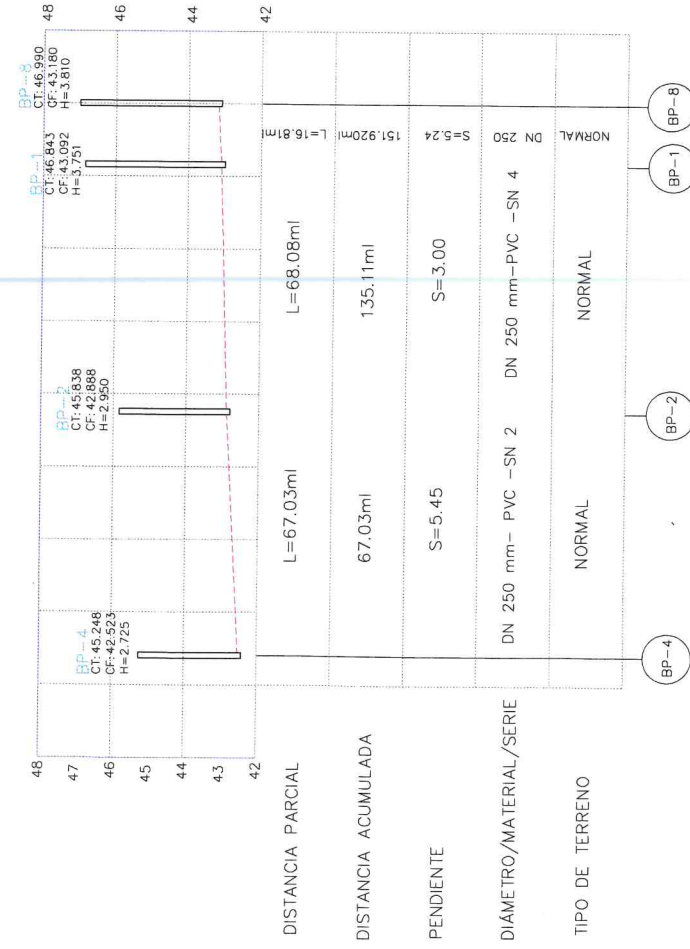 BP-4
CT:45.248
CF:42.523
H=2.725
BP-2
CT:45.838
CF:42.888
H=2.950
BP-1
CT:46.843
CF:43.092
H=3.751
BP-8
CT:46.990
CF:43.180
H=3.810
48
47
46
45
44
43
42
48
46
44
42
DISTANCIA PARCIAL
L=67.03ml
L=68.08ml
L=16.81ml
DISTANCIA ACUMULADA
67.03ml
135.11ml
151.920ml
PENDIENTE
S=5.45
S=3.00
S=5.24
DIÁMETRO/MATERIAL/SERIE
DN 250 mm- PVC -SN 2
DN 250 mm-PVC -SN 4
DN 250
TIPO DE TERRENO
NORMAL
NORMAL
NORMAL
BP-4
BP-2
BP-1
BP-8